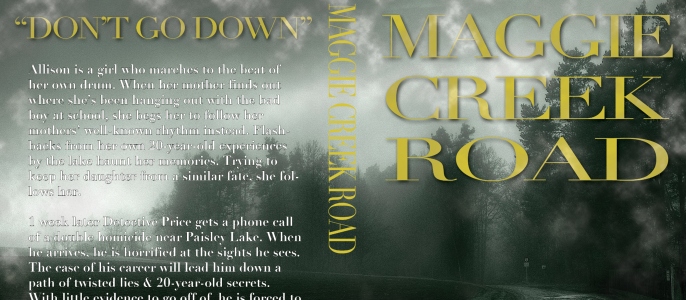 “DON’T GO DOWN”
Allison is a girl who marches to the beat of
her own drum. When her mother finds out
where she’s been hanging out with the bad
boy at school, she begs her to follow her
mothers’ well, known rhythm instead. Flash
backs from her own 20-year-old experiences
by the lake haunt her memories. Trying to
keep her daughter from a similar fate, she fol-
lows her.
1 week later Detective Price gets a phone call
of a double homicide near Paisley Lake. When
he arrives, he is horrified at the sights he sees.
The case of his career will lead him down a
path of twisted lies & 20-year-old secrets.
With little evidence to go off of, he is forced to
MAGGIE CREEK ROAD
MAGGIE
CREEK
ROAD